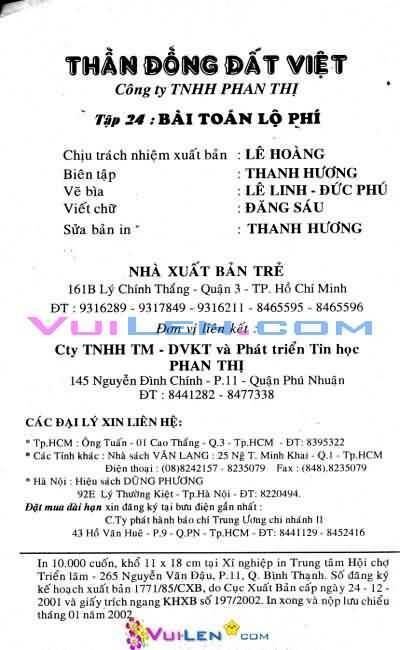 THẦN ĐỒNG ĐẤT VIỆT
Công ty TNHH PHAN THỊ
Tập 24 : BÀI TOÁN LỘ PHÍ
Chịu trách nhiệm xuất bản : LÊ HOÀNG
Biên tập : THANH HƯƠNG
Vẽ bìa : LÊ LINH - ĐỨC PHÚ
Viết chữ : ĐĂNG SÁU
Sửa bản in : THANH HƯƠNG
NHÀ XUẤT BẢN TRẺ
161B Lý Chính Thắng - Quận 3 - TP. Hồ Chí Minh
ĐT : 9316289 - 9317849 - 9316211 - 8465595 - 8465596
VuiLen.com
Đơn vị liên kết :
Cty TNHH TM - DVKT và Phát triển Tin học
PHAN THỊ
145 Nguyễn Đình Chính - P.11 - Quận Phú Nhuận
ĐT : 8441282 - 8477338
CÁC ĐẠI LÝ XIN LIÊN HỆ:
* Tp.HCM : Ông Tuấn - 01 Cao Thắng - Q.3 - Tp.HCM - ĐT: 8395322
* Các Tỉnh khác : Nhà sách VĂN LANG : 25 Ng T. Minh Khai - Q.1 - Tp.HCM
Điện thoại : (08)8242157 - 8235079 Fax : (848).8235079
* Hà Nội : Hiệu sách DŨNG PHƯƠNG
92E Lý Thường Kiệt - Tp.Hà Nội - ĐT: 8220494.
Đặt mua dài hạn xin đăng ký tại bưu điện gần nhất :
C.Ty phát hành báo chí Trung Ương chi nhánh II
43 Hồ Văn Huê - P.9 - Q.PN - Tp.HCM - ĐT: 8441129 - 8452416
In 10.000 cuốn, khổ 11 x 18 cm tại Xí nghiệp in Trung tâm Hội chợ
Triển lãm - 265 Nguyễn Văn Đậu, P.11, Q. Bình Thạnh. Số đăng ký
kế hoạch xuất bản 1771/85/CXB, do Cục Xuất Bản cấp ngày 24 - 12 -
2001 và giấy trích ngang KHXB số 197/2002. In xong và nộp lưu chiểu
tháng 01 năm 2002
VuiLen.com